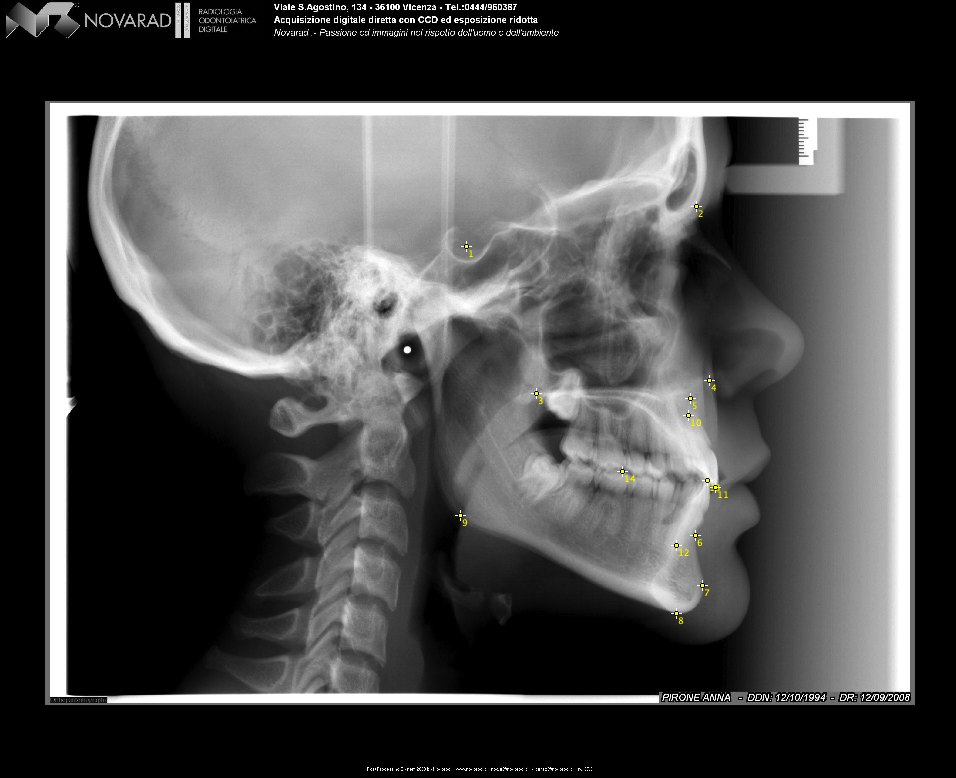 NOVARAD
RADIOLOGIA
ODONTOIATRICA
DIGITALE
Viale S.Agostino, 134 - 36100 Vicenza - Tel.:0444/960367
Acquisizione digitale diretta con CCD ed esposizione ridotta
Novarad .- Passione ed immagini nel rispetto dell'uomo e dell'ambiente
2
1
4
3
5
10
14
11
9
6
12
7
8
PIRONE ANNA - DDN: 12/10/1994 - DR: 12/09/2008